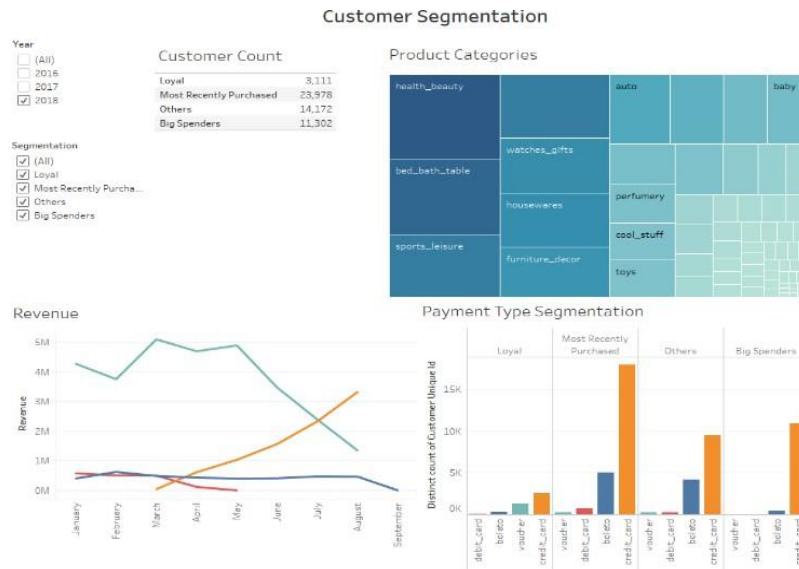 Customer Segmentation
Year
(All)
2016
2017
2018
Segmentation
(All)
Loyal
Most Recently Purcha...
Others
Big Spenders
Customer Count
Loyal 3,111
Most Recently Purchased 23,978
Others 14,172
Big Spenders 11,302
Product Categories
health_beauty
bed_bath_table
sports_leisure
watches_gifts
housewares
furniture_decor
auto
baby
perfumery
cool_stuff
toys
Revenue
Revenue
5M
4M
3M
2M
1M
0M
January
February
March
April
May
June
July
August
September
Payment Type Segmentation
Loyal
Most Recently
Purchased
Others
Big Spenders
Distinct count of Customer Unique Id
15K
10K
5K
0K
debit_card
boleto
voucher
credit_card
voucher
debit_card
boleto
credit_card
voucher
debit_card
boleto
credit_card
voucher
debit_card
boleto
credit_card